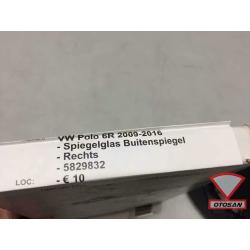 VW Polo 6R 2009-2016
- Spiegelglas Buitenspiegel
- Rechts
- 5829832
LOC: - € 10
OTOSAN